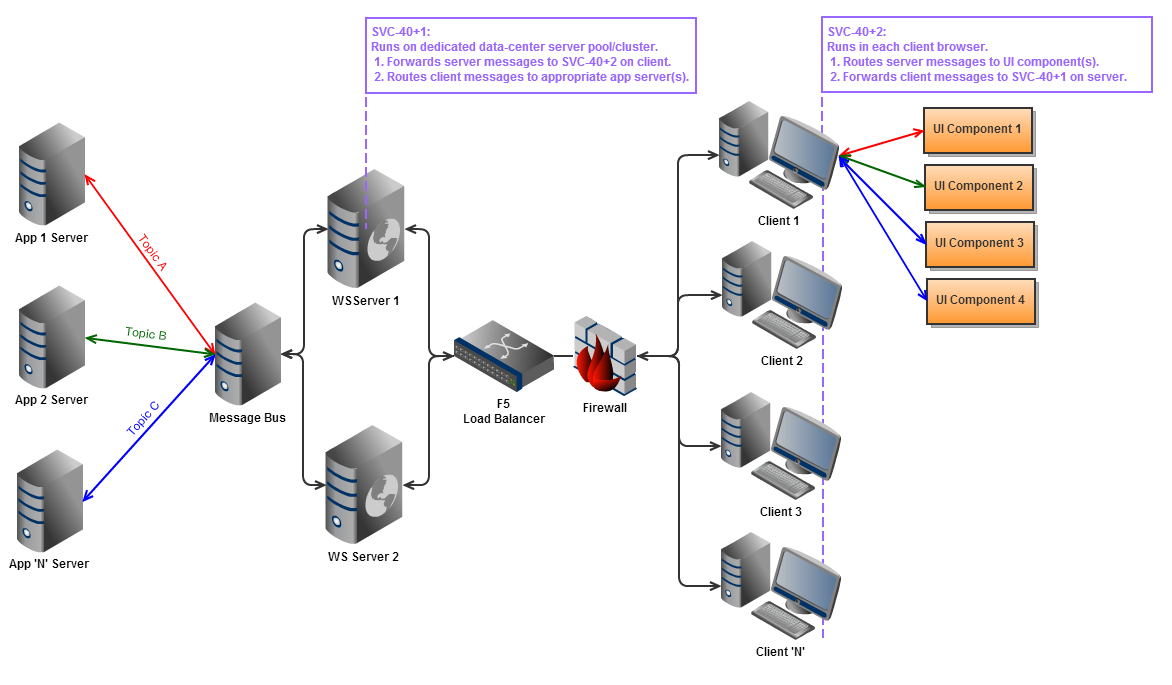 SVC-40+1:
Runs on dedicated data-center server pool/cluster.
1. Forwards server messages to SVC-40+2 on client.
2. Routes client messages to appropriate app server(s).
SVC-40+2:
Runs in each client browser.
1. Routes server messages to UI component(s).
2. Forwards client messages to SVC-40+1 on server.
App 1 Server
App 2 Server
App 'N' Server
Topic A
Topic B
Topic C
Message Bus
WSServer 1
WS Server 2
F5
Load Balancer
Firewall
Client 1
Client 2
Client 3
Client 'N'
UI Component 1
UI Component 2
UI Component 3
UI Component 4